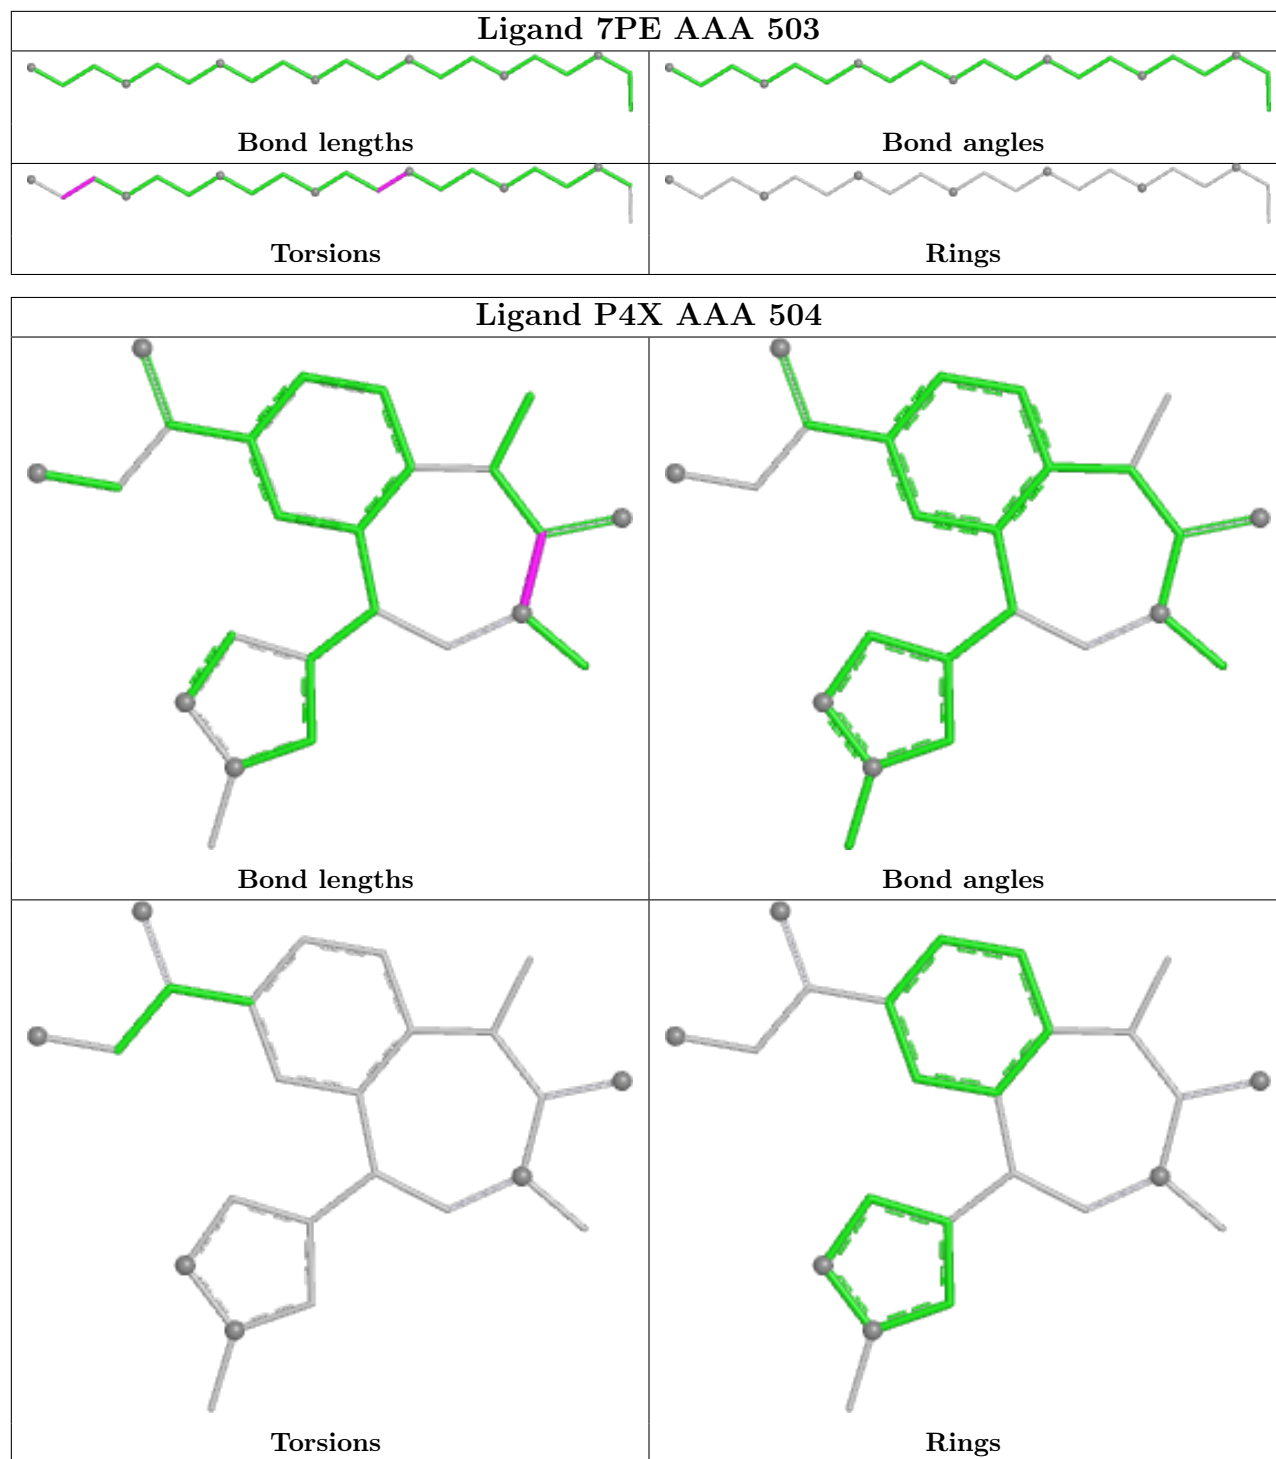 Ligand 7PE AAA 503
Bond lengths
Bond angles
Torsions
Rings
Ligand P4X AAA 504
Bond lengths
Bond angles
Torsions
Rings